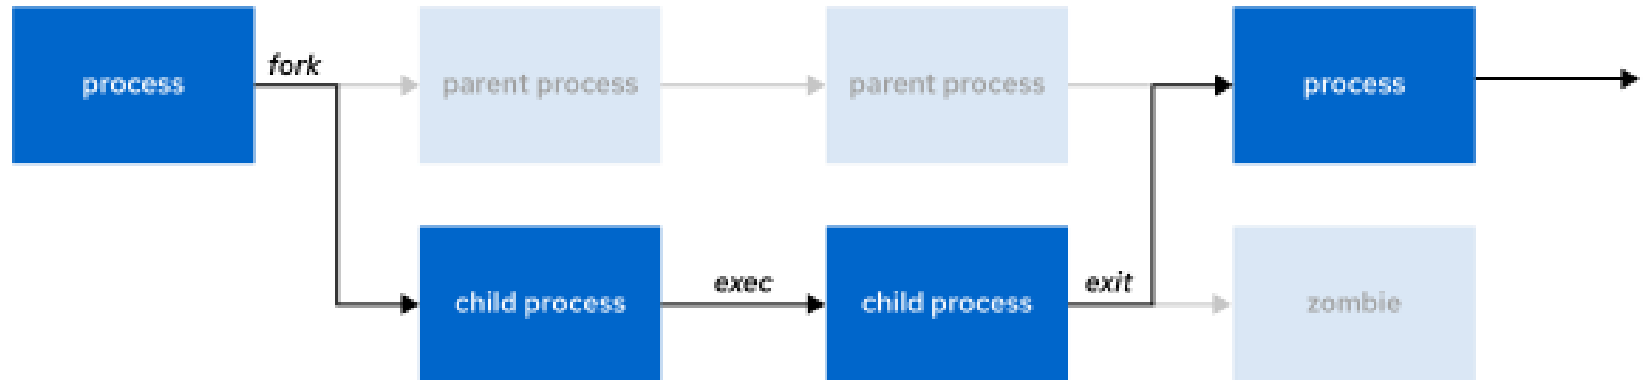 fork
process
parent process
parent process
process
exec
exit
child process
child process
zombie